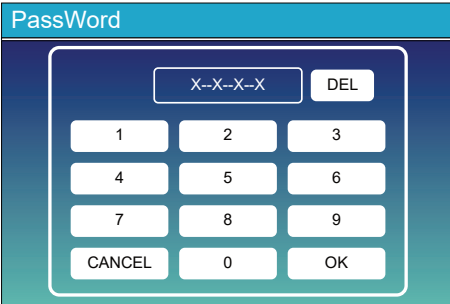 PassWord
X--X--X--X DEL
1 2 3
4 5 6
7 8 9
CANCEL 0 OK